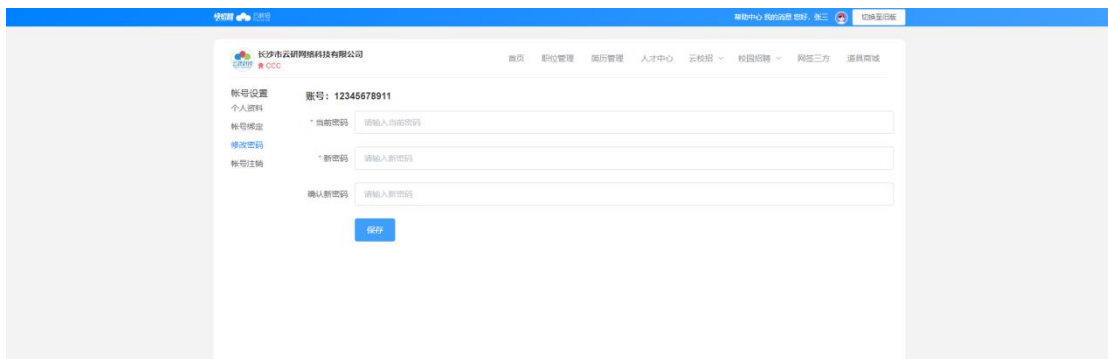 云校招 帮助中心 我的消息 您好，张三 切换至旧版
长沙市云研网络科技有限公司
CCC
首页 职位管理 简历管理 人才中心 云校招 校园招聘 网签三方 道具商城
帐号设置
个人资料
帐号绑定
修改密码
帐号注销
账号：12345678911
* 当前密码 请输入当前密码
* 新密码 请输入新密码
确认新密码 请输入新密码
保存